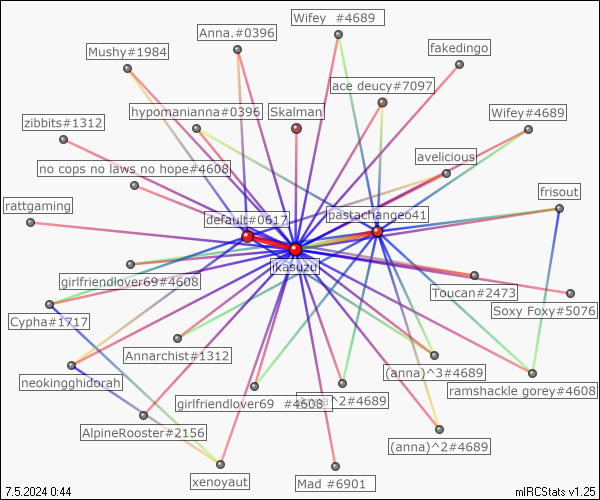 Wifey  #4689
Anna.#0396
fakedingo
Mushy#1984
ace deucy#7097
hypomanianna#0396
Skalman
Wifey#4689
zibbits#1312
avelicious
no cops no laws no hope#4608
frisout
rattgaming
default#0617
pastachange641
ikasuzu
girlfriendlover69#4608
Toucan#2473
Soxy Foxy#5076
Cypha#1717
Annarchist#1312
(anna)^3#4689
neokingghidorah
ramshackle gorey#4608
girlfriendlover69  #4608
^2#4689
AlpineRooster#2156
(anna)^2#4689
xenoyaut
Mad #6901
7.5.2024 0:44
mIRCStats v1.25